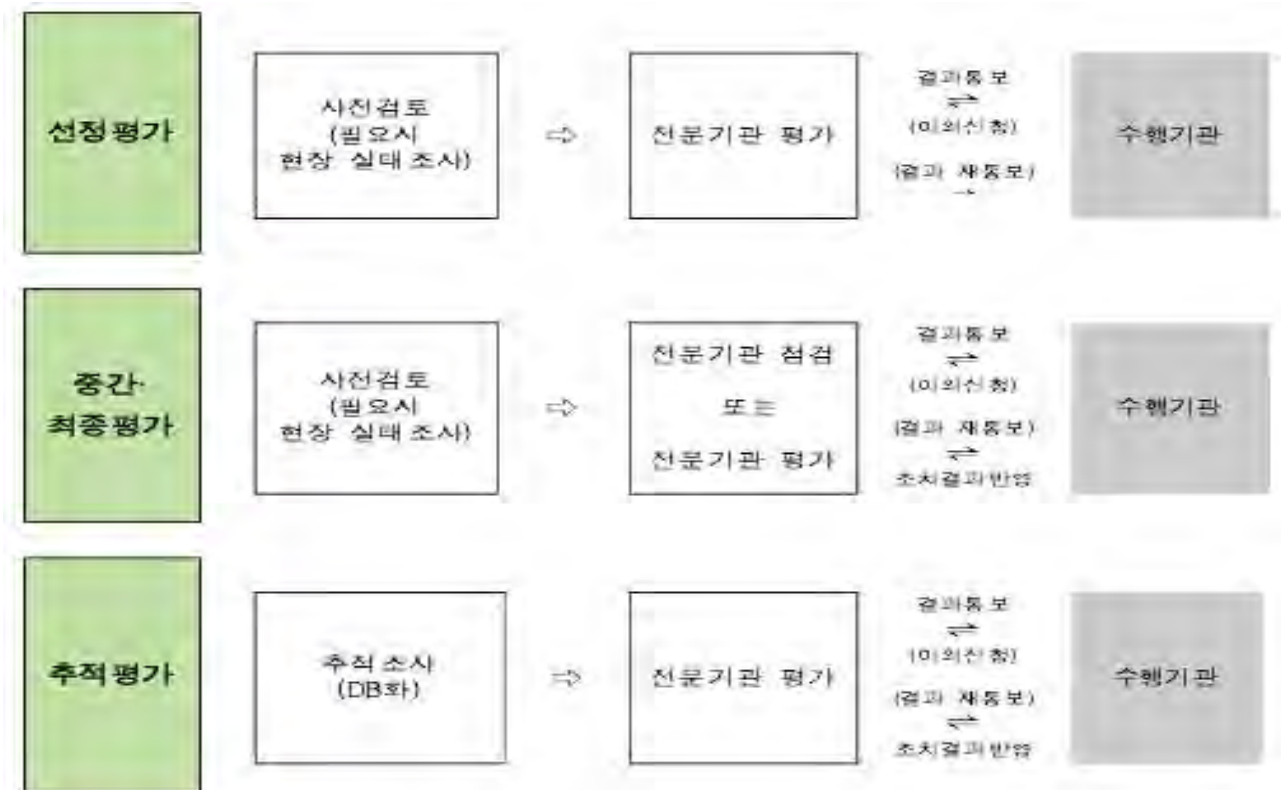 선정평가
사전검토
(필요시
현장 실태조사)
⇨
전문기관 평가
결과통보
⇌
(이의신청)
(결과 재통보)
→
수행기관
중간·
최종평가
사전검토
(필요시
현장 실태조사)
⇨
전문기관 점검
또는
전문기관 평가
결과통보
⇌
(이의신청)
(결과 재통보)
⇌
조치결과반영
수행기관
추적평가
추적조사
(DB화)
⇨
전문기관 평가
결과통보
⇌
(이의신청)
(결과 재통보)
⇌
조치결과반영
수행기관